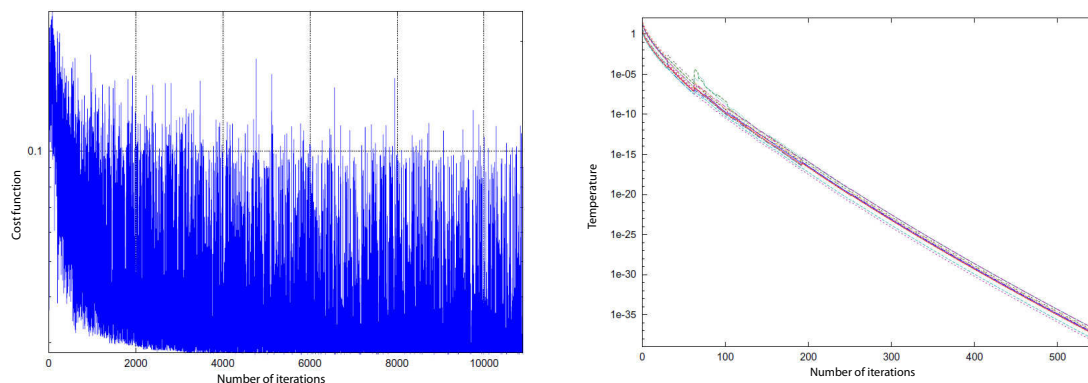 Cost function
0.1
0
2000
4000
6000
8000
10000
Number of iterations
Temperature
1
1e-05
1e-10
1e-15
1e-20
1e-25
1e-30
1e-35
0
100
200
300
400
500
Number of iterations